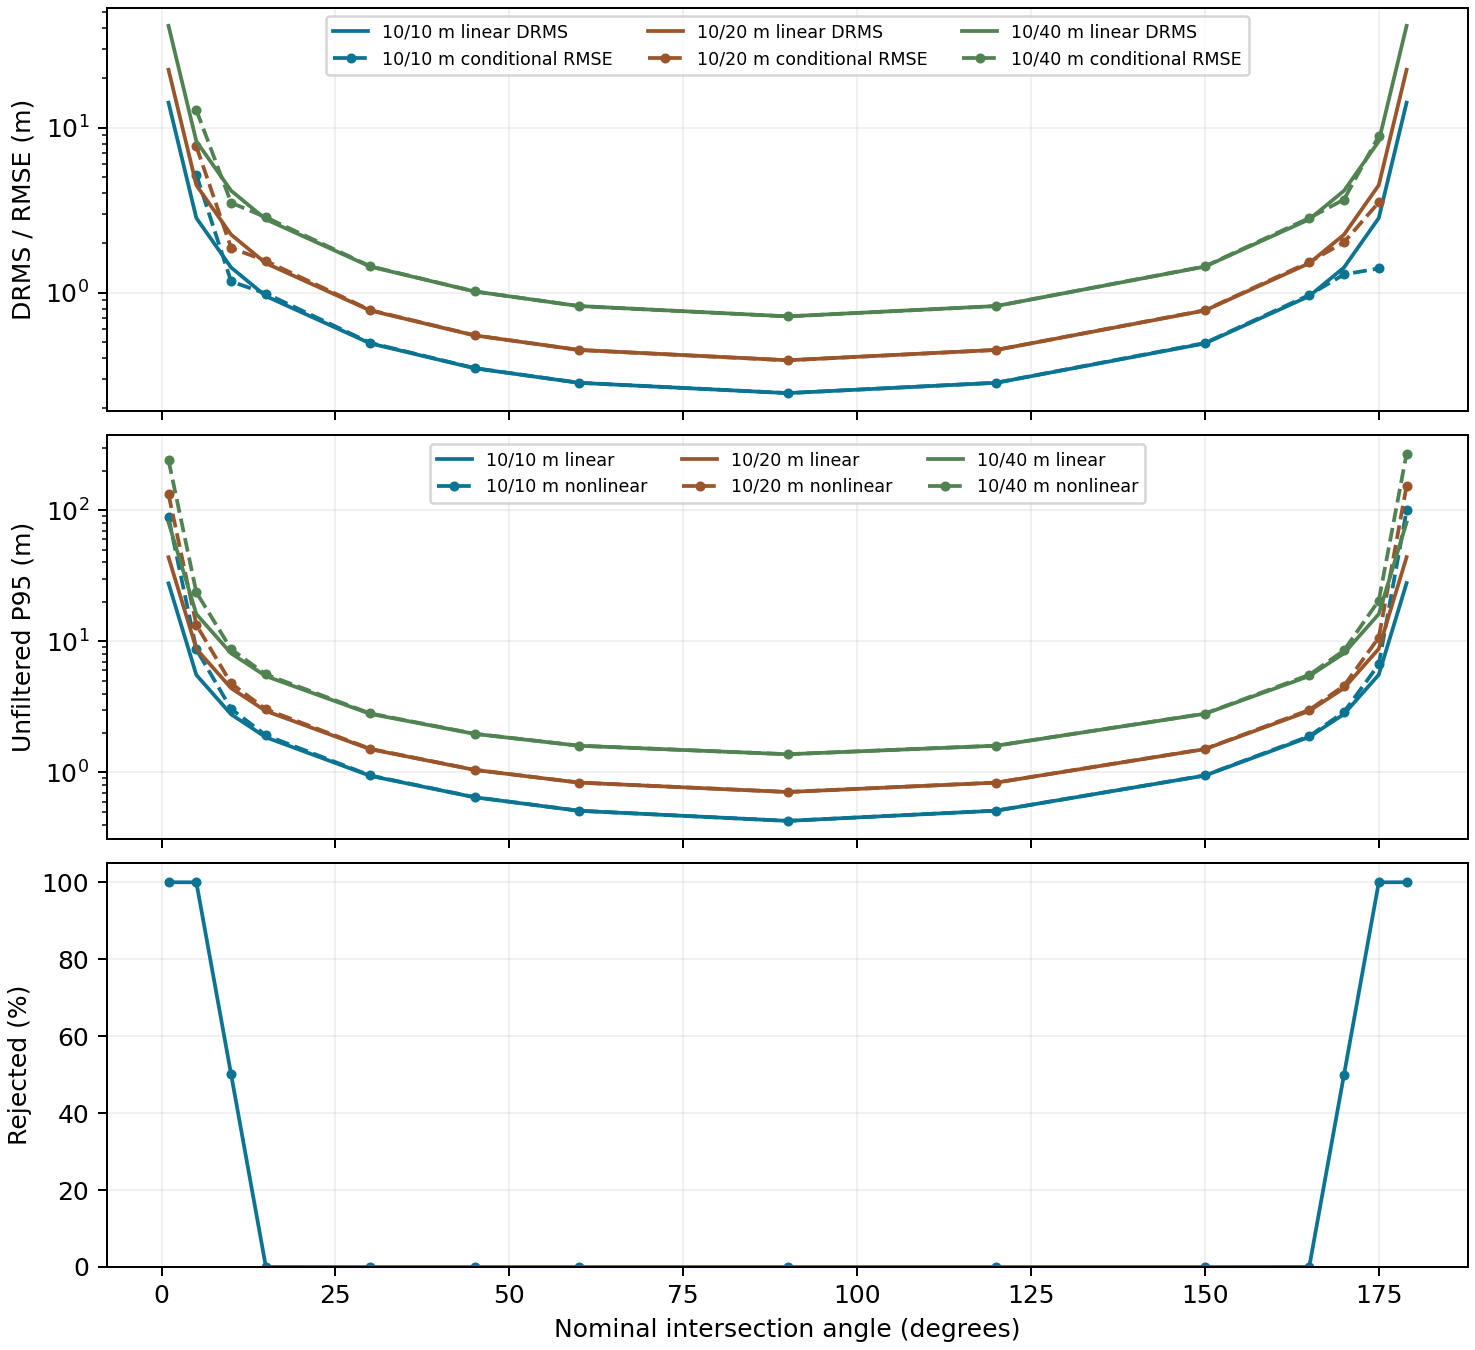 10/10 m linear DRMS
10/10 m conditional RMSE
10/20 m linear DRMS
10/20 m conditional RMSE
10/40 m linear DRMS
10/40 m conditional RMSE
DRMS / RMSE (m)
10¹
10⁰
10/10 m linear
10/10 m nonlinear
10/20 m linear
10/20 m nonlinear
10/40 m linear
10/40 m nonlinear
Unfiltered P95 (m)
10²
10¹
10⁰
Rejected (%)
100
80
60
40
20
0
0 25 50 75 100 125 150 175
Nominal intersection angle (degrees)